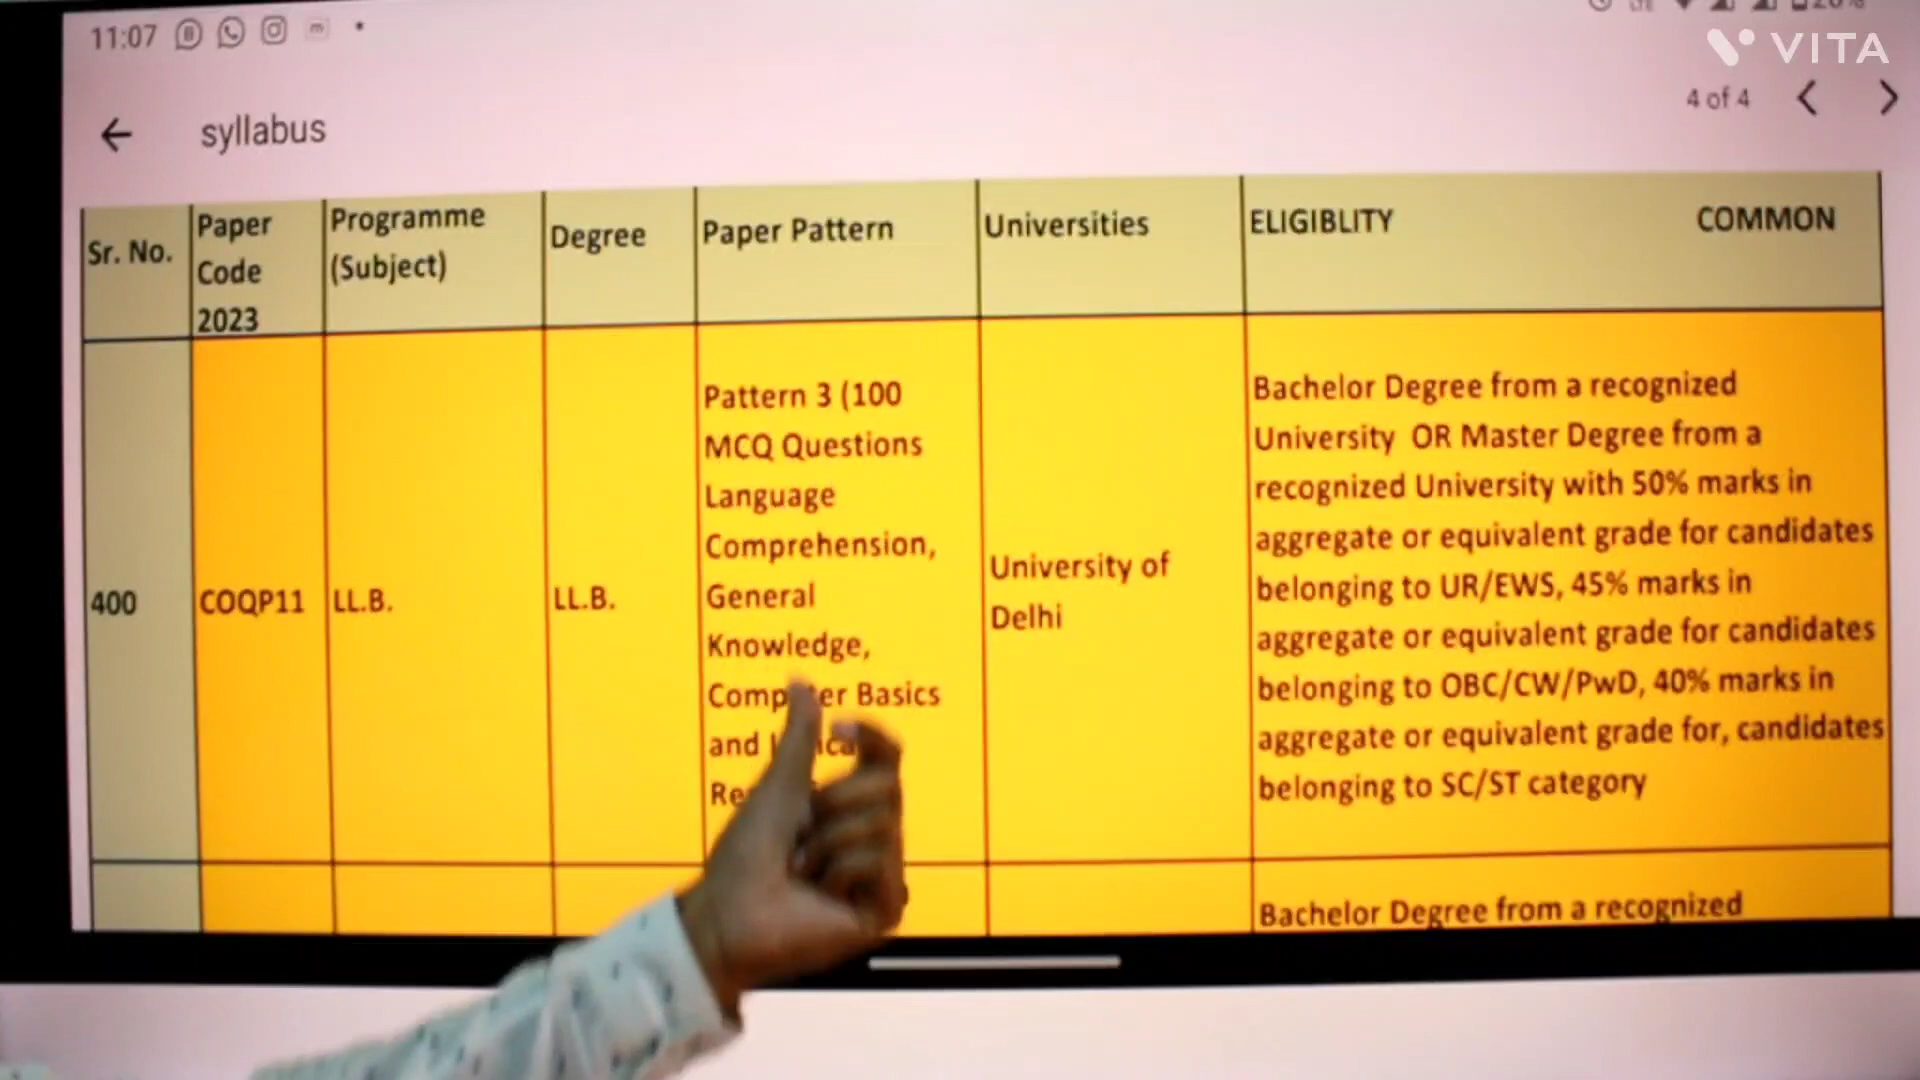 11:07
VITA
4 of 4
syllabus
Sr. No.
Paper
Code
2023
Programme
(Subject)
Degree
Paper Pattern
Universities
ELIGIBLITY COMMON
400
COQP11
LL.B.
LL.B.
Pattern 3 (100
MCQ Questions
Language
Comprehension,
General
Knowledge,
Basics
and
University of
Delhi
Bachelor Degree from a recognized
University OR Master Degree from a
recognized University with 50% marks in
aggregate or equivalent grade for candidates
belonging to UR/EWS, 45% marks in
aggregate or equivalent grade for candidates
belonging to OBC/CW/PwD, 40% marks in
aggregate or equivalent grade for, candidates
belonging to SC/ST category
Bachelor Degree from a recognized